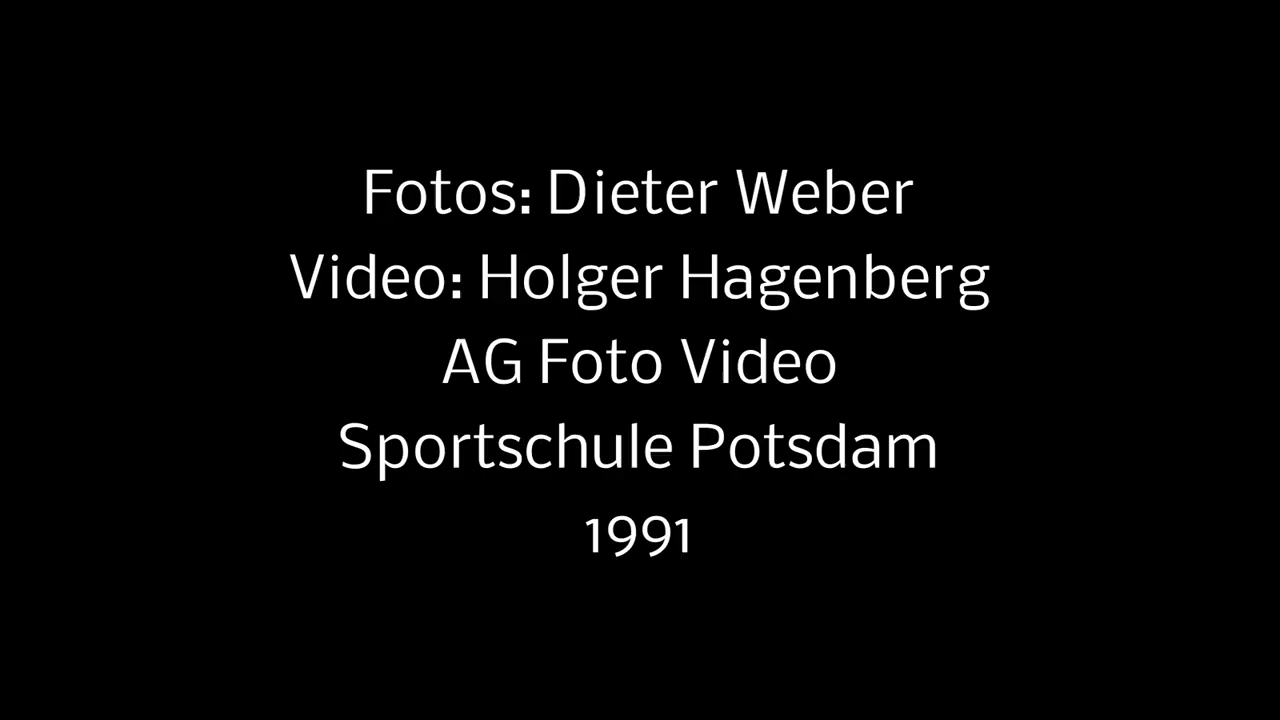 Fotos: Dieter Weber
Video: Holger Hagenberg
AG Foto Video
Sportschule Potsdam
1991